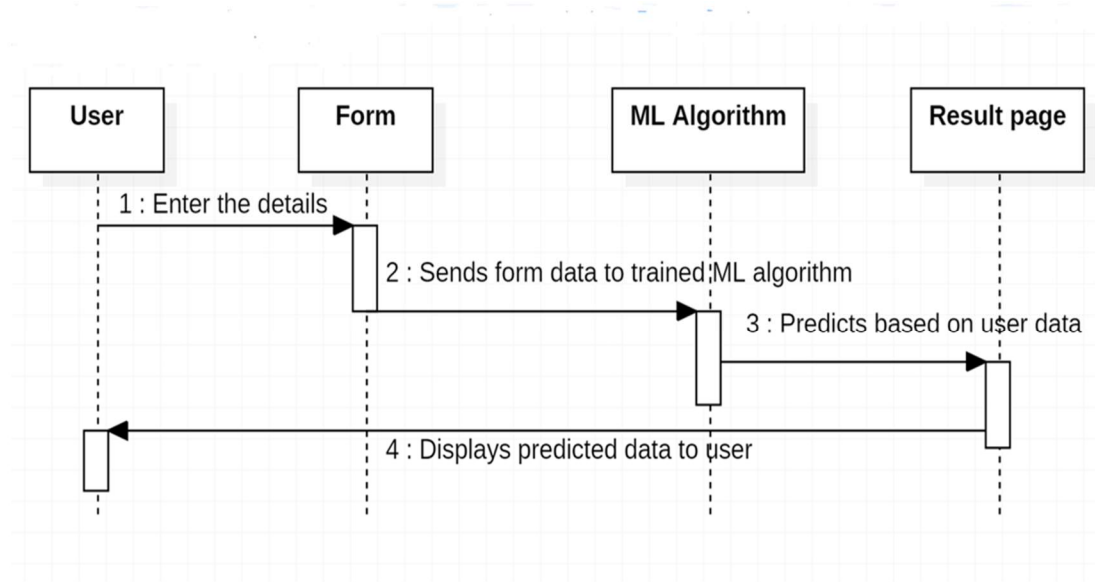 User
Form
ML Algorithm
Result page
1 : Enter the details
2 : Sends form data to trained ML algorithm
3 : Predicts based on user data
4 : Displays predicted data to user